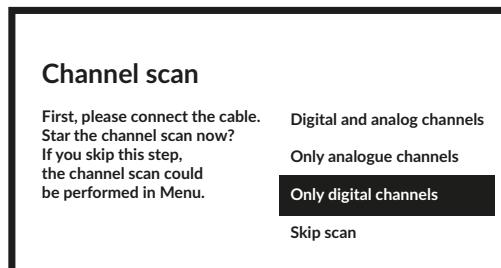 Channel scan
First, please connect the cable.
Star the channel scan now?
If you skip this step,
the channel scan could
be performed in Menu.
Digital and analog channels
Only analogue channels
Only digital channels
Skip scan